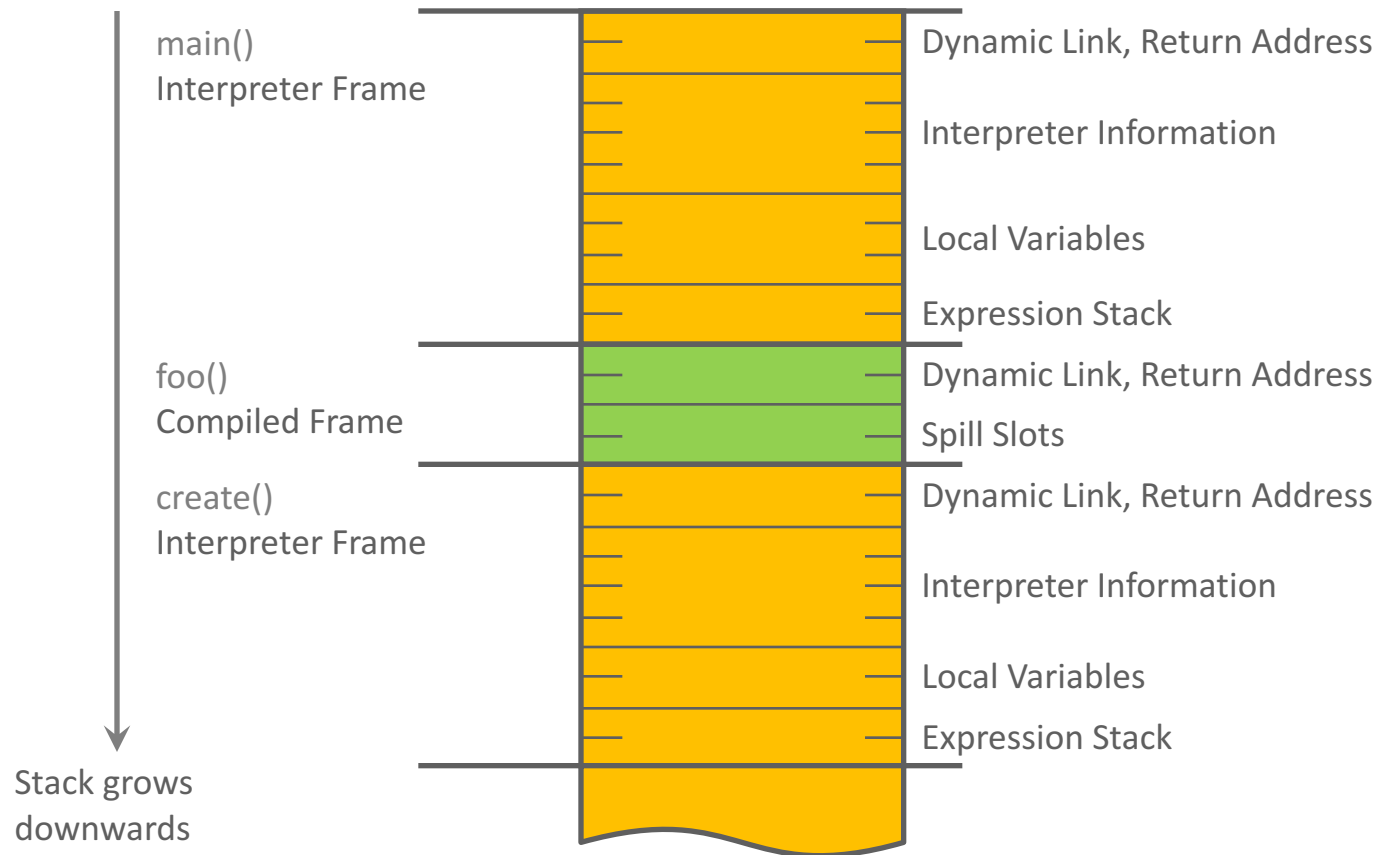 main()
Interpreter Frame
Dynamic Link, Return Address
Interpreter Information
Local Variables
Expression Stack
foo()
Compiled Frame
Dynamic Link, Return Address
Spill Slots
create()
Interpreter Frame
Dynamic Link, Return Address
Interpreter Information
Local Variables
Expression Stack
Stack grows
downwards